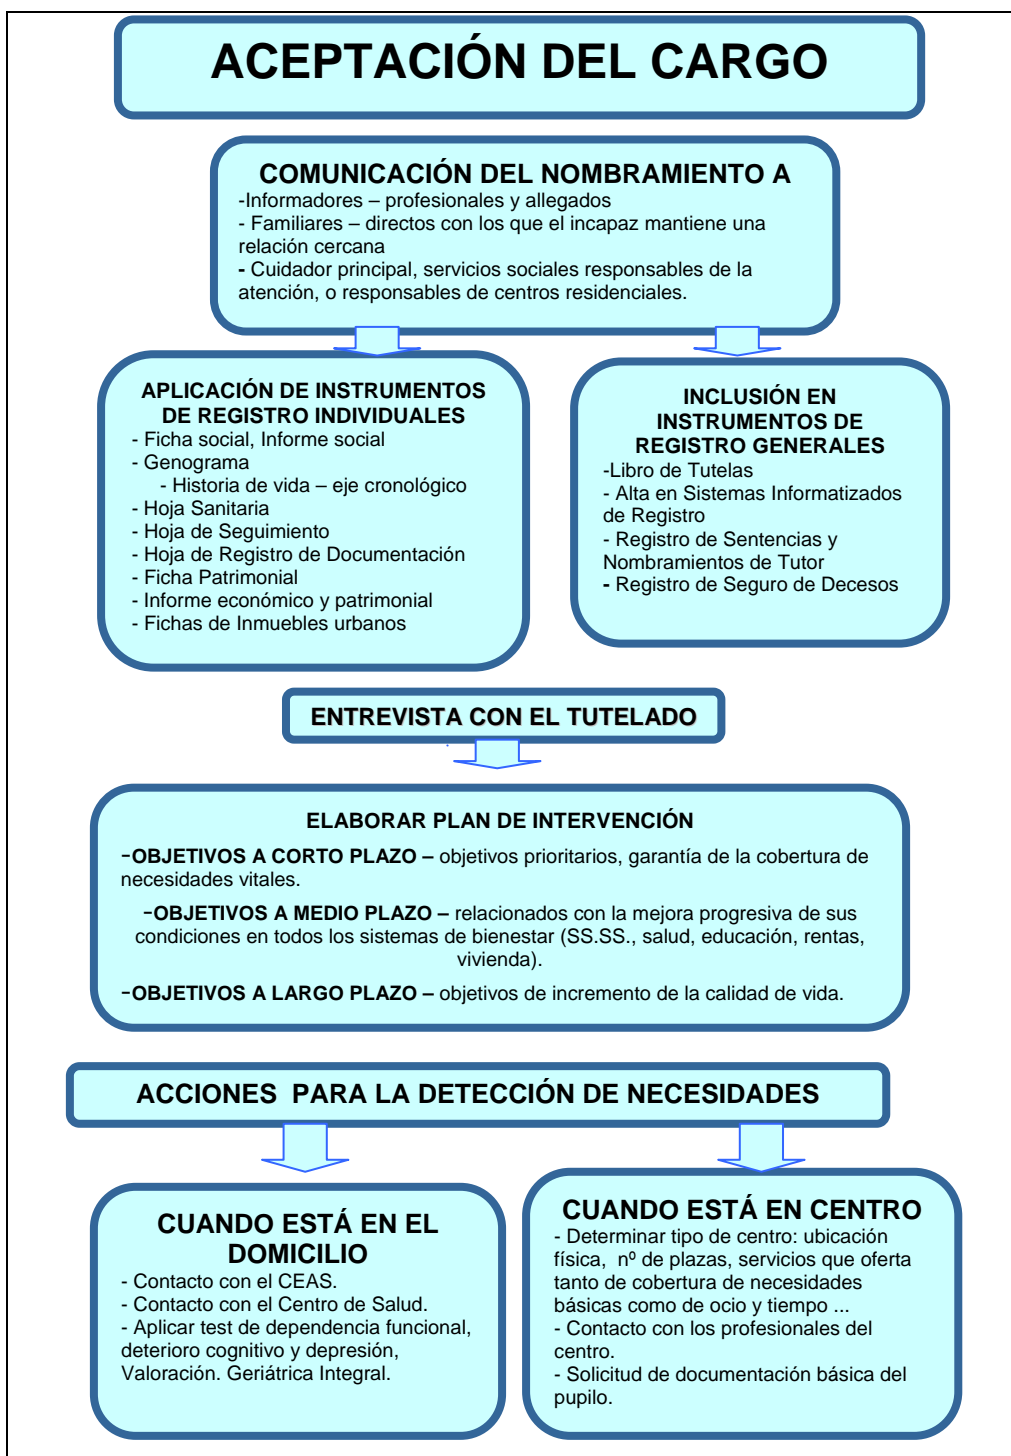 ACEPTACIÓN DEL CARGO
COMUNICACIÓN DEL NOMBRAMIENTO A
-Informadores – profesionales y allegados
- Familiares – directos con los que el incapaz mantiene una
relación cercana
- Cuidador principal, servicios sociales responsables de la
atención, o responsables de centros residenciales.
APLICACIÓN DE INSTRUMENTOS
DE REGISTRO INDIVIDUALES
- Ficha social, Informe social
- Genograma
- Historia de vida – eje cronológico
- Hoja Sanitaria
- Hoja de Seguimiento
- Hoja de Registro de Documentación
- Ficha Patrimonial
- Informe económico y patrimonial
- Fichas de Inmuebles urbanos
INCLUSIÓN EN
INSTRUMENTOS DE
REGISTRO GENERALES
-Libro de Tutelas
- Alta en Sistemas Informatizados
de Registro
- Registro de Sentencias y
Nombramientos de Tutor
- Registro de Seguro de Decesos
ENTREVISTA CON EL TUTELADO
ELABORAR PLAN DE INTERVENCIÓN
-OBJETIVOS A CORTO PLAZO – objetivos prioritarios, garantía de la cobertura de
necesidades vitales.
-OBJETIVOS A MEDIO PLAZO – relacionados con la mejora progresiva de sus
condiciones en todos los sistemas de bienestar (SS.SS., salud, educación, rentas,
vivienda).
-OBJETIVOS A LARGO PLAZO – objetivos de incremento de la calidad de vida.
ACCIONES PARA LA DETECCIÓN DE NECESIDADES
CUANDO ESTÁ EN EL
DOMICILIO
- Contacto con el CEAS.
- Contacto con el Centro de Salud.
- Aplicar test de dependencia funcional,
deterioro cognitivo y depresión,
Valoración. Geriátrica Integral.
CUANDO ESTÁ EN CENTRO
- Determinar tipo de centro: ubicación
física, nº de plazas, servicios que oferta
tanto de cobertura de necesidades
básicas como de ocio y tiempo ...
- Contacto con los profesionales del
centro.
- Solicitud de documentación básica del
pupilo.